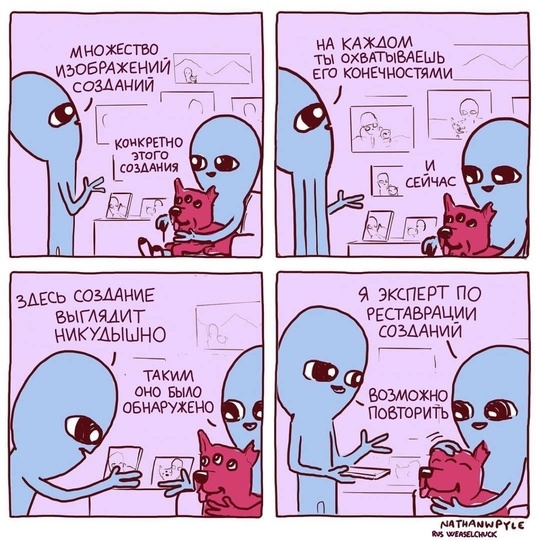 МНОЖЕСТВО
ИЗОБРАЖЕНИЙ
СОЗДАНИЙ
КОНКРЕТНО
ЭТОГО
СОЗДАНИЯ
НА КАЖДОМ
ТЫ ОХВАТЫВАЕШЬ
ЕГО КОНЕЧНОСТЯМИ
И
СЕЙЧАС
ЗДЕСЬ СОЗДАНИЕ
ВЫГЛЯДИТ
НИКУДЫШНО
ТАКИМ
ОНО БЫЛО
ОБНАРУЖЕНО
Я ЭКСПЕРТ ПО
РЕСТАВРАЦИИ
СОЗДАНИЙ
ВОЗМОЖНО
ПОВТОРИТЬ
NATHANWPYLE
RUS WEASELCHUCK